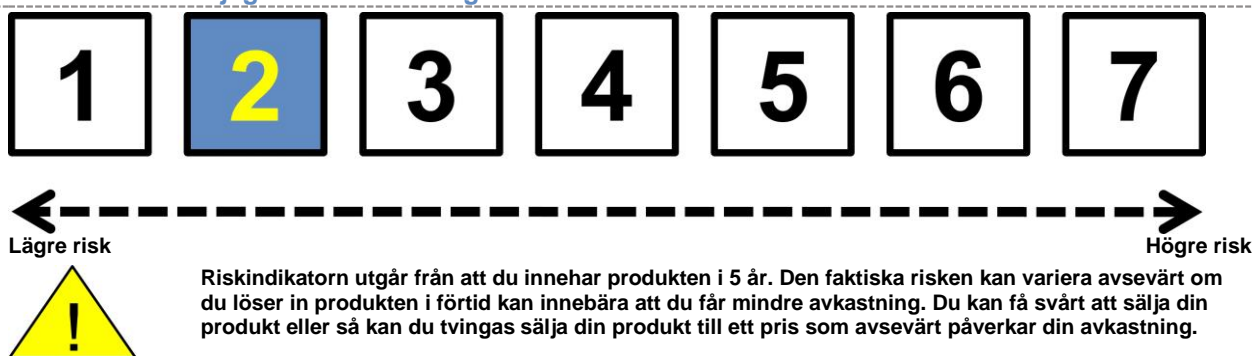 1 2 3 4 5 6 7
Lägre risk Högre risk
Riskindikatorn utgår från att du innehar produkten i 5 år. Den faktiska risken kan variera avsevärt om
du löser in produkten i förtid kan innebära att du får mindre avkastning. Du kan få svårt att sälja din
produkt eller så kan du tvingas sälja din produkt till ett pris som avsevärt påverkar din avkastning.
!